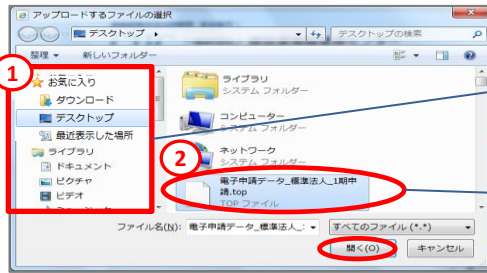 アップロードするファイルの選択
デスクトップ
デスクトップの検索
整理 新しいフォルダー
1
お気に入り
ダウンロード
デスクトップ
最近表示した場所
ライブラリ
ドキュメント
ピクチャ
ビデオ
ライブラリ
システム フォルダー
コンピューター
システム フォルダー
2
ネットワーク
システム フォルダー
電子申請データ_標準法人_1期申
請.top
TOP ファイル
ファイル名(N): 電子申請データ_標準法人_: すべてのファイル (*.*)
開く(O) キャンセル